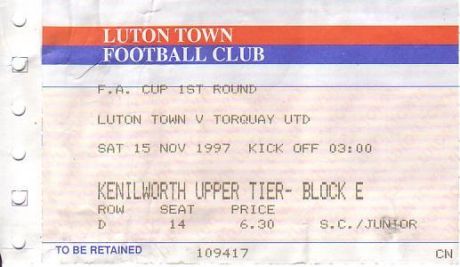 LUTON TOWN
FOOTBALL CLUB
F.A. CUP 1ST ROUND
LUTON TOWN V TORQUAY UTD
SAT 15 NOV 1997 KICK OFF 03:00
KENILWORTH UPPER TIER- BLOCK E
ROW SEAT PRICE
D 14 6.30 S.C./JUNIOR
TO BE RETAINED 109417 CN